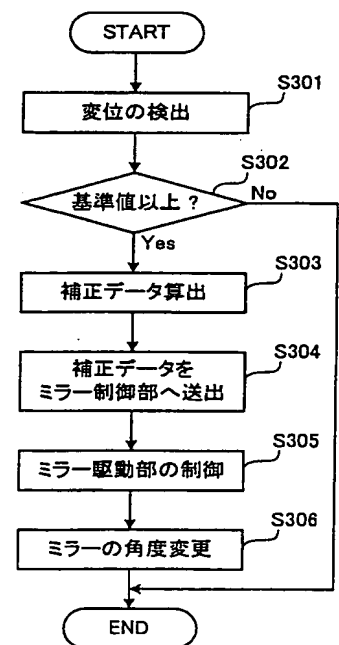 START
S301
変位の検出
S302
基準値以上 ?
No
Yes
S303
補正データ算出
S304
補正データを
ミラー制御部へ送出
S305
ミラー駆動部の制御
S306
ミラーの角度変更
END